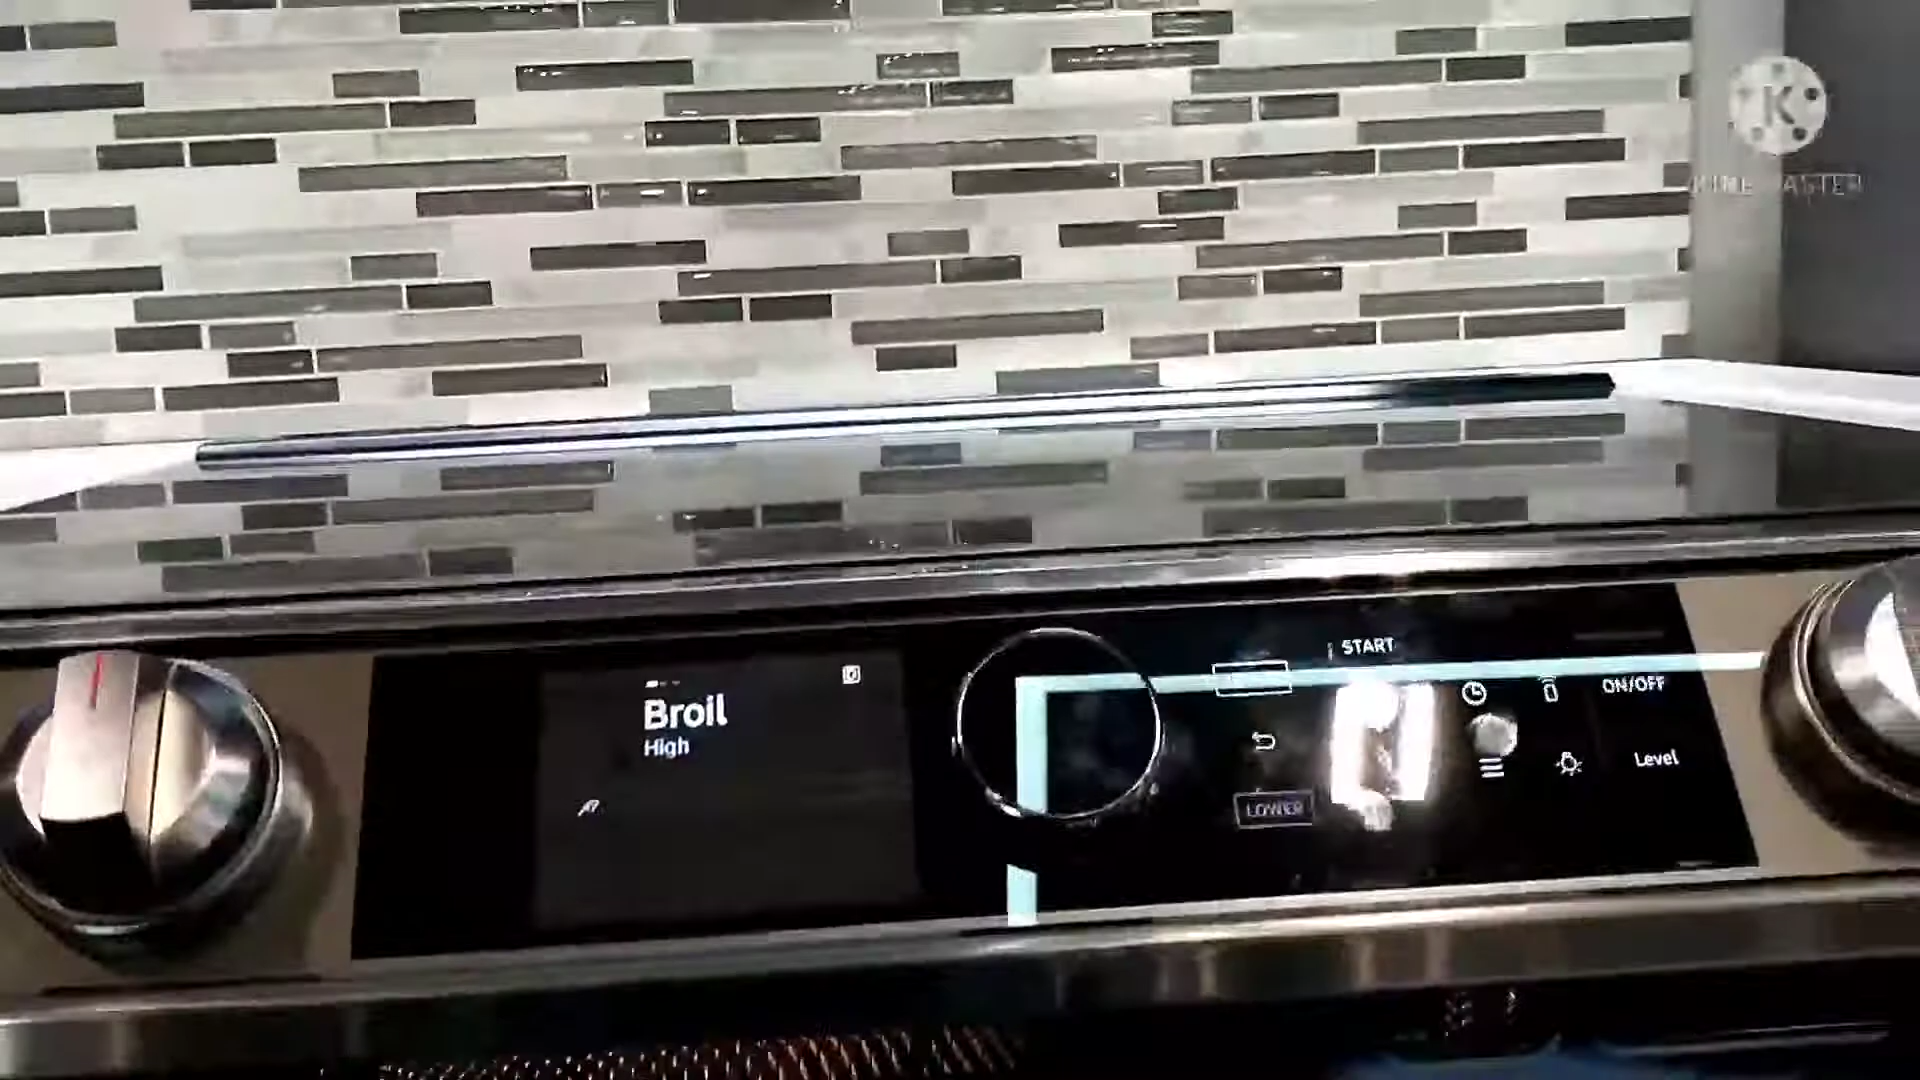 K
KINEMASTER
Broil
High
START
ON/OFF
Level
LOWER